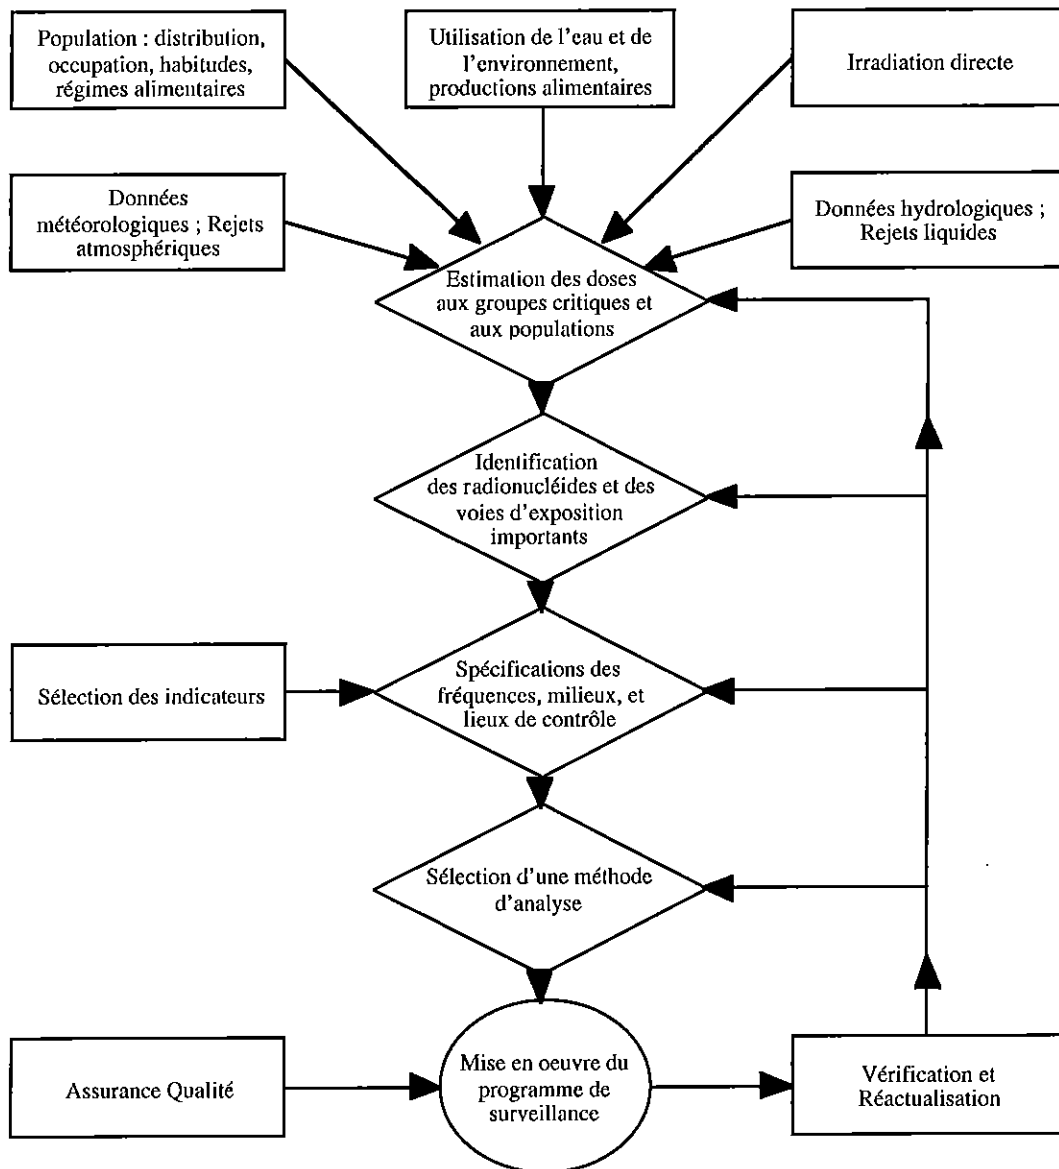 Population : distribution,
occupation, habitudes,
régimes alimentaires
Utilisation de l'eau et de
l'environnement,
productions alimentaires
Irradiation directe
Données
météorologiques ; Rejets
atmosphériques
Données hydrologiques ;
Rejets liquides
Estimation des doses
aux groupes critiques et
aux populations
Identification
des radionucléides et des
voies d'exposition
importants
Sélection des indicateurs
Spécifications des
fréquences, milieux, et
lieux de contrôle
Sélection d'une méthode
d'analyse
Assurance Qualité
Mise en oeuvre du
programme de
surveillance
Vérification et
Réactualisation